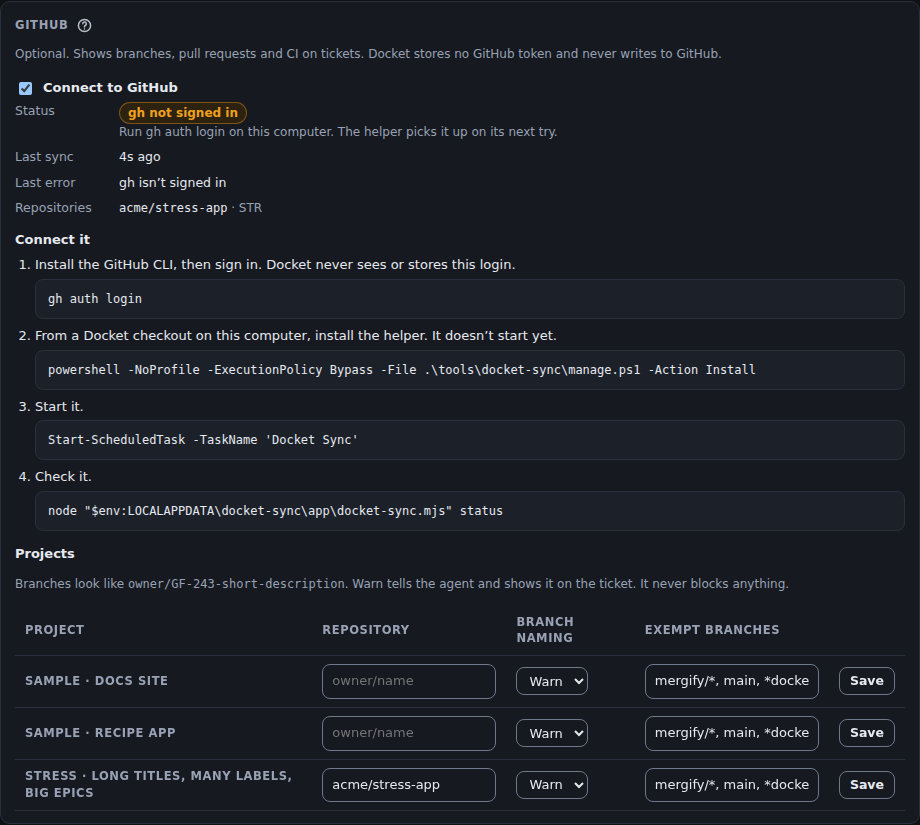 GITHUB ?
Optional. Shows branches, pull requests and CI on tickets. Docket stores no GitHub token and never writes to GitHub.
Connect to GitHub
Status gh not signed in
Run gh auth login on this computer. The helper picks it up on its next try.
Last sync 4s ago
Last error gh isn’t signed in
Repositories acme/stress-app · STR
Connect it
1. Install the GitHub CLI, then sign in. Docket never sees or stores this login.
gh auth login
2. From a Docket checkout on this computer, install the helper. It doesn’t start yet.
powershell -NoProfile -ExecutionPolicy Bypass -File .\tools\docket-sync\manage.ps1 -Action Install
3. Start it.
Start-ScheduledTask -TaskName 'Docket Sync'
4. Check it.
node "$env:LOCALAPPDATA\docket-sync\app\docket-sync.mjs" status
Projects
Branches look like owner/GF-243-short-description. Warn tells the agent and shows it on the ticket. It never blocks anything.
PROJECT REPOSITORY BRANCH NAMING EXEMPT BRANCHES
SAMPLE · DOCS SITE owner/name Warn mergify/*, main, *docke Save
SAMPLE · RECIPE APP owner/name Warn mergify/*, main, *docke Save
STRESS · LONG TITLES, MANY LABELS,
BIG EPICS acme/stress-app Warn mergify/*, main, *docke Save